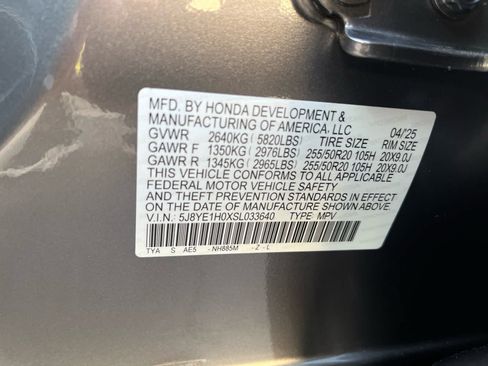 MFD. BY HONDA DEVELOPMENT &
MANUFACTURING OF AMERICA, LLC 04/25
GVWR 2640KG ( 5820LBS) TIRE SIZE RIM SIZE
GAWR F 1350KG ( 2976LBS) 255/50R20 105H 20X9.0J
GAWR R 1345KG ( 2965LBS) 255/50R20 105H 20X9.0J
THIS VEHICLE CONFORMS TO ALL APPLICABLE
FEDERAL MOTOR VEHICLE SAFETY
AND THEFT PREVENTION STANDARDS IN
EFFECT ON THE DATE OF MANUFACTURE
SHOWN ABOVE.
V.I.N.: 5J8YE1H0XSL033640 TYPE: MPV
TYA S AE5 NH885M - Z - L